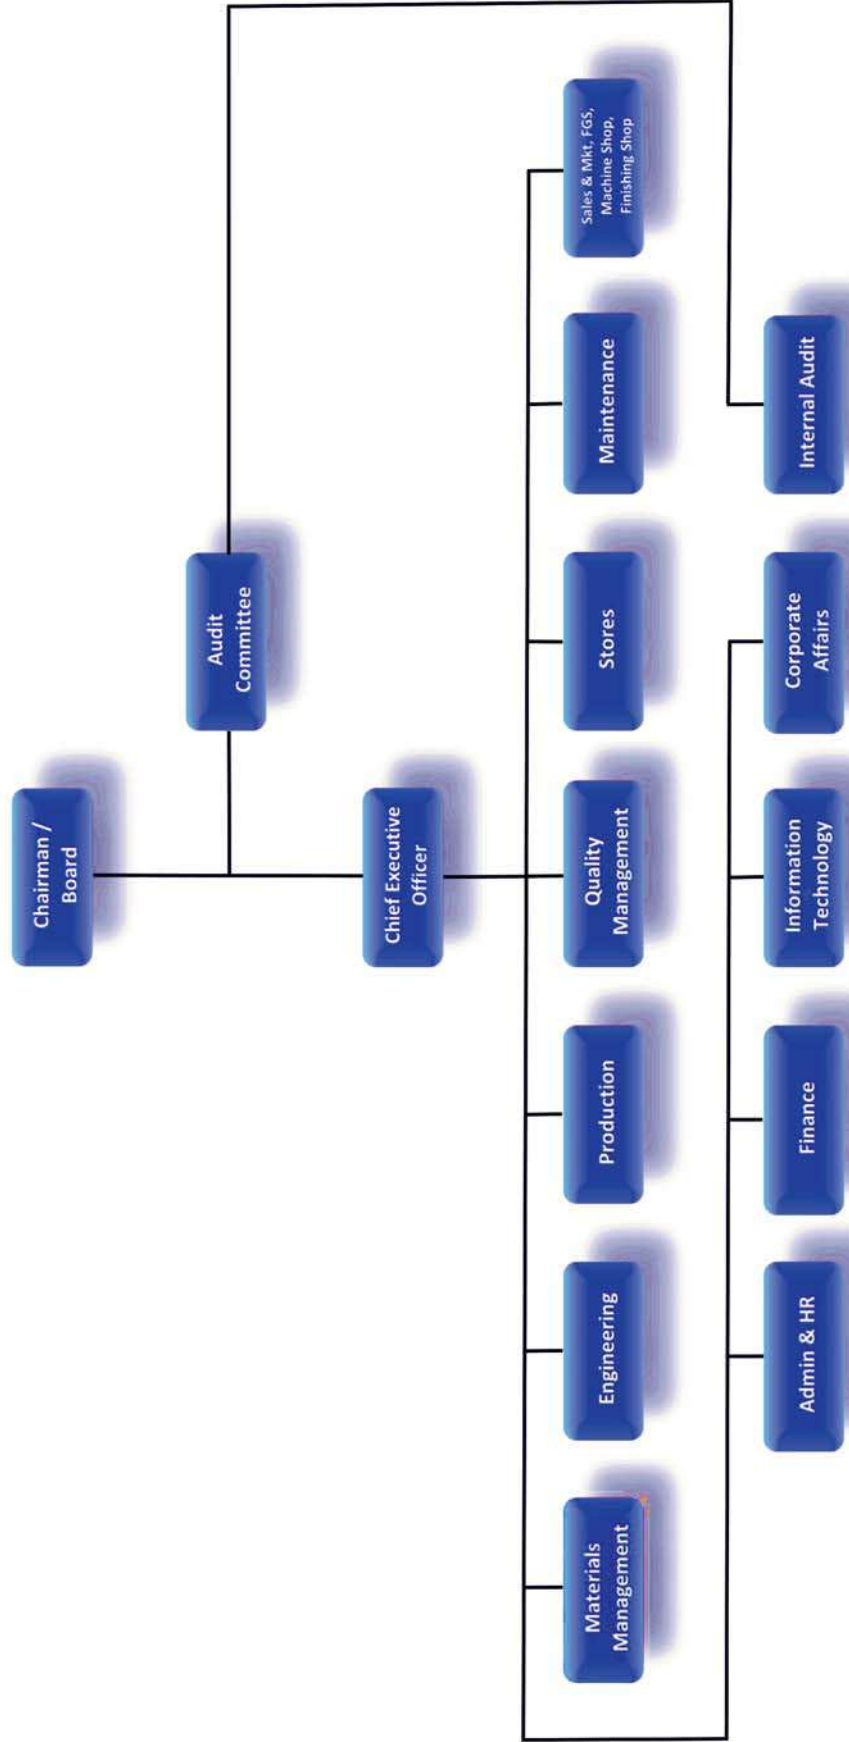 Chairman /
Board
Audit
Committee
Chief Executive
Officer
Materials
Management
Engineering
Production
Quality
Management
Stores
Maintenance
Sales & Mkt, FGS,
Machine Shop,
Finishing Shop
Admin & HR
Finance
Information
Technology
Corporate
Affairs
Internal Audit